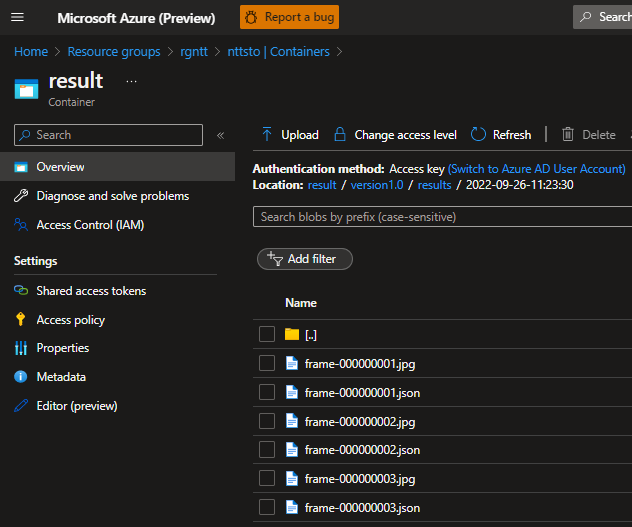 Microsoft Azure (Preview) Report a bug Search
Home > Resource groups > rgntt > nttsto | Containers >
result ...
Container
Search «
Upload Change access level Refresh | Delete
Overview
Authentication method: Access key (Switch to Azure AD User Account)
Diagnose and solve problems
Location: result / version1.0 / results / 2022-09-26-11:23:30
Access Control (IAM)
Search blobs by prefix (case-sensitive)
Settings
Add filter
Shared access tokens
Name
Access policy
[..]
Properties
frame-000000001.jpg
Metadata
frame-000000001.json
Editor (preview)
frame-000000002.jpg
frame-000000002.json
frame-000000003.jpg
frame-000000003.json